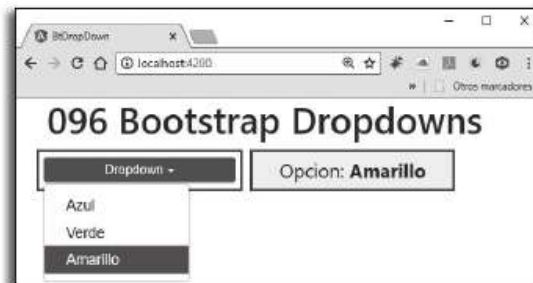 BtDropDown
localhost:4200
Otros marcadores
096 Bootstrap Dropdowns
Dropdown
Opcion: Amarillo
Azul
Verde
Amarillo